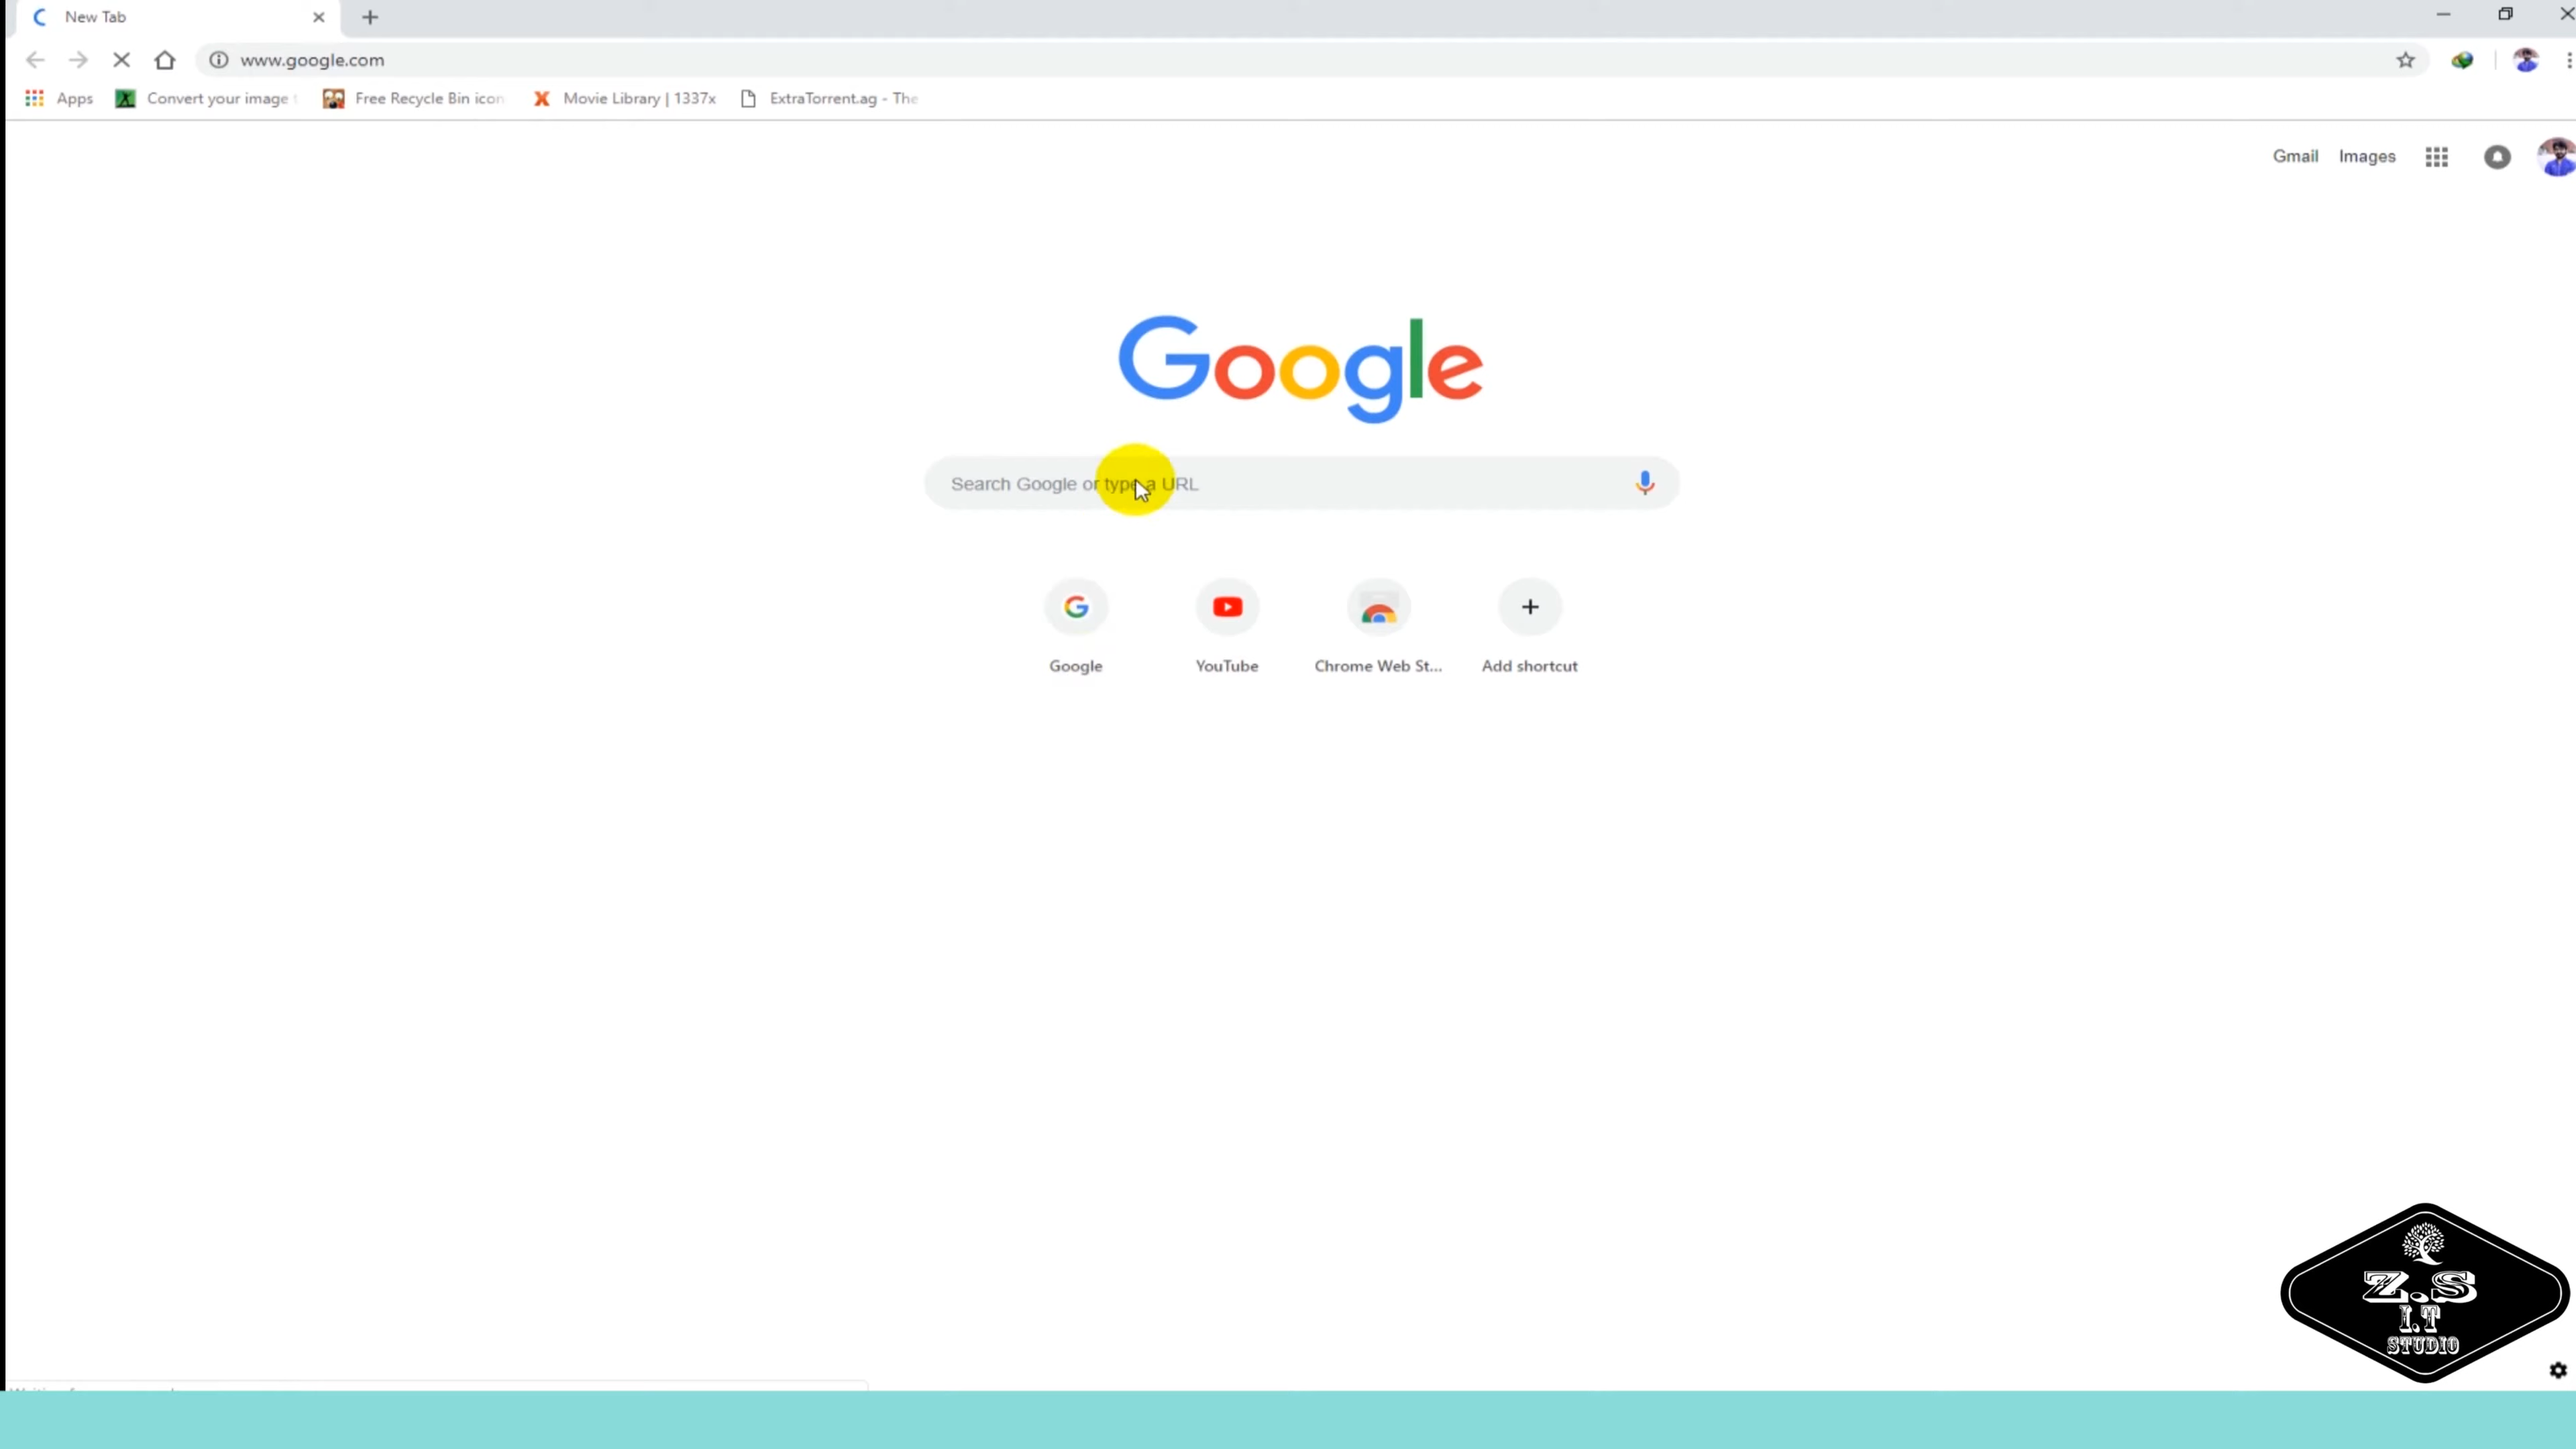 New Tab
www.google.com
Apps
Convert your image
Free Recycle Bin icon
Movie Library | 1337x
ExtraTorrent.ag - The
Gmail
Images
Google
Search Google or type a URL
Google
YouTube
Chrome Web St...
Add shortcut
Z.S
I.T
STUDIO